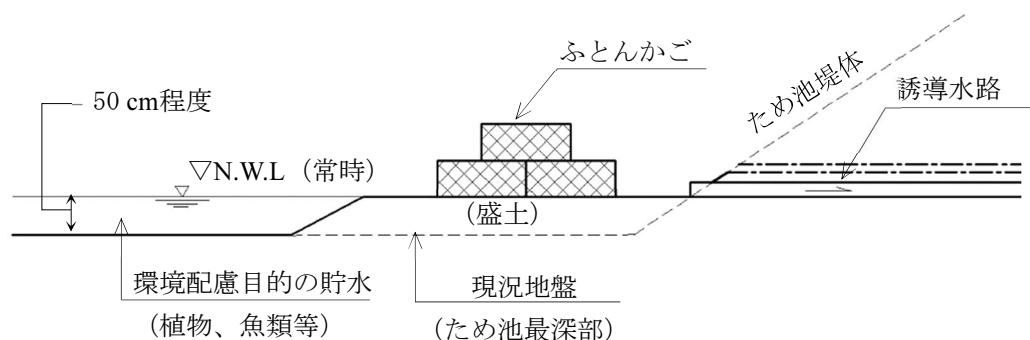 ふとんかご
ため池堤体
誘導水路
50 cm程度
▽N.W.L（常時）
（盛土）
環境配慮目的の貯水
（植物、魚類等）
現況地盤
（ため池最深部）